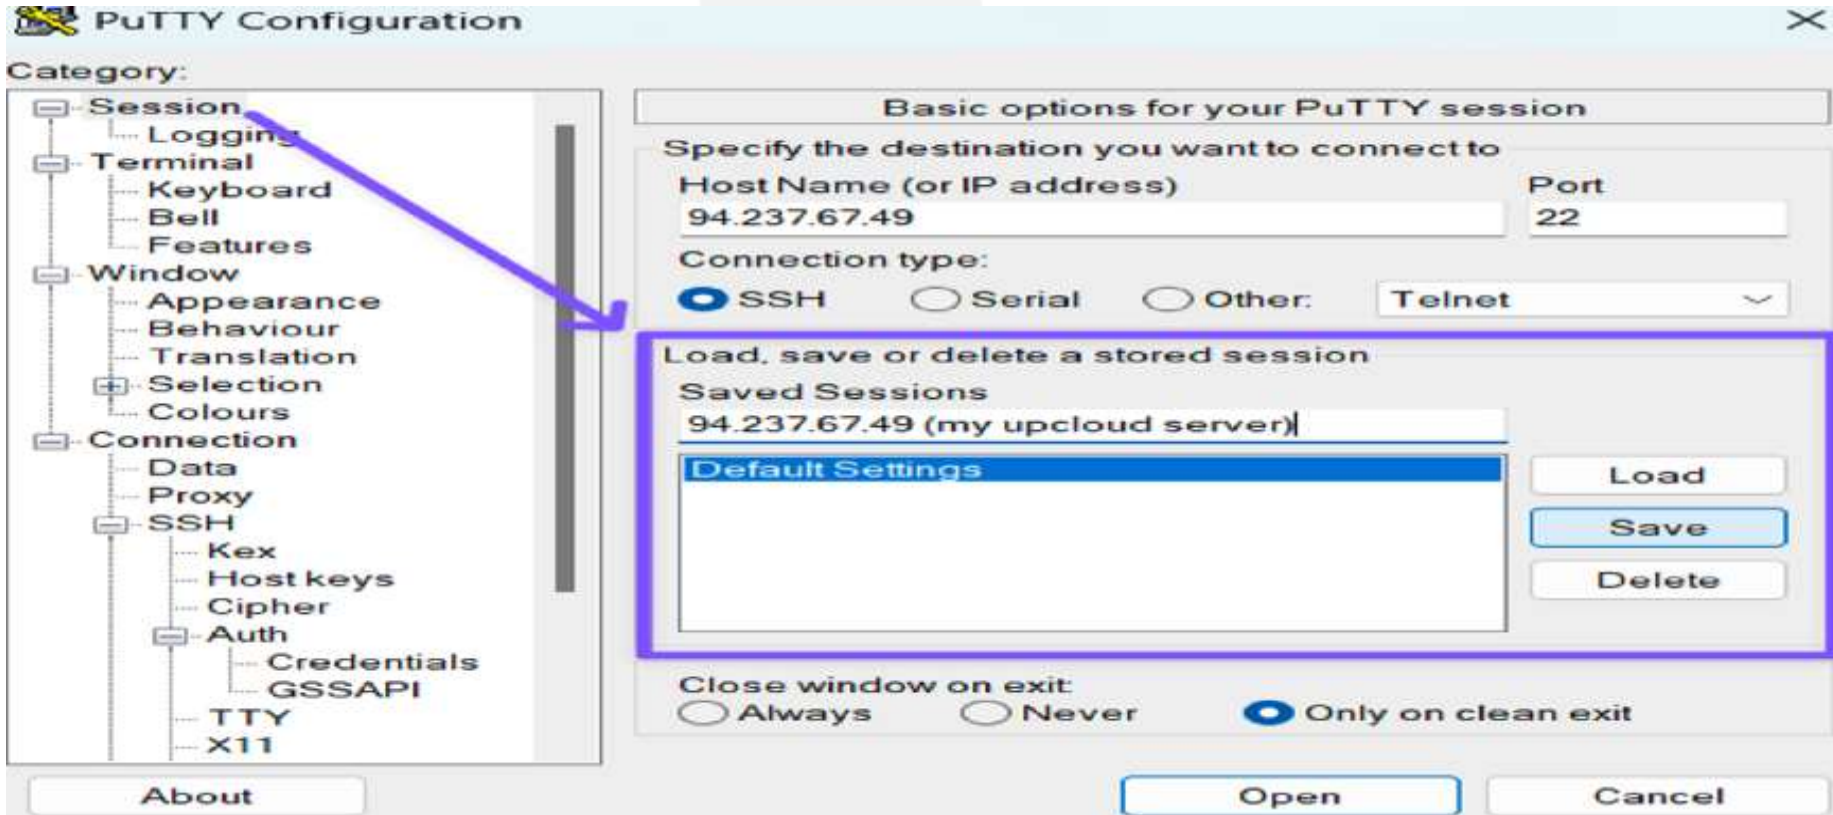 PuTTY Configuration
Category:
Session
Logging
Terminal
Keyboard
Bell
Features
Window
Appearance
Behaviour
Translation
Selection
Colours
Connection
Data
Proxy
SSH
Kex
Host keys
Cipher
Auth
Credentials
GSSAPI
TTY
X11
Basic options for your PuTTY session
Specify the destination you want to connect to
Host Name (or IP address) Port
94.237.67.49 22
Connection type:
SSH Serial Other: Telnet
Load, save or delete a stored session
Saved Sessions
94.237.67.49 (my upcloud server)
Default Settings
Load
Save
Delete
Close window on exit:
Always Never Only on clean exit
About Open Cancel